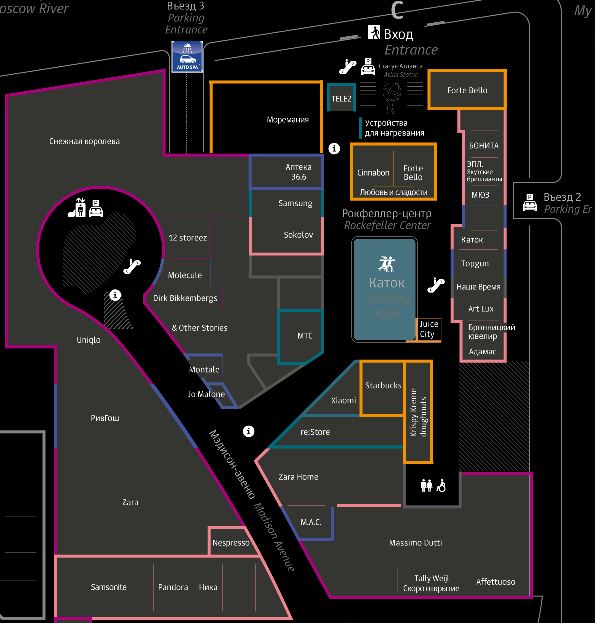 oscow River
Въезд 3
Parking
Entrance
AUTO SPA
C
Вход
Entrance
My
Статуя Атланта
Atlas Statue
Forte Bello
TELE2
Устройства
для нагревания
Моремания
Снежная королева
БОНИТА
ЭПЛ.
Якутские
бриллианты
МЮЗ
Cinnabon
Forte
Bello
Любовь и сладости
Аптека
36.6
Samsung
Sokolov
Въезд 2
Parking En
Рокфеллер-центр
Rockefeller Center
12 storeez
Molecule
Dirk Bikkembergs
& Other Stories
Каток
Topgun
Наше Время
Каток
Skating
Rink
Art Lux
Бронницкий
ювелир
Адамас
Juice
City
МТС
Uniqlo
Montale
Jo Malone
Starbucks
Xiaomi
Krispy Kreme
doughnuts
РивГош
re:Store
Мэдисон-авеню Madison Avenue
Zara Home
Zara
M.A.C.
Nespresso
Massimo Dutti
Samsonite
Pandora
Ника
Tally Weijl
Скоро открытие
Affettuoso